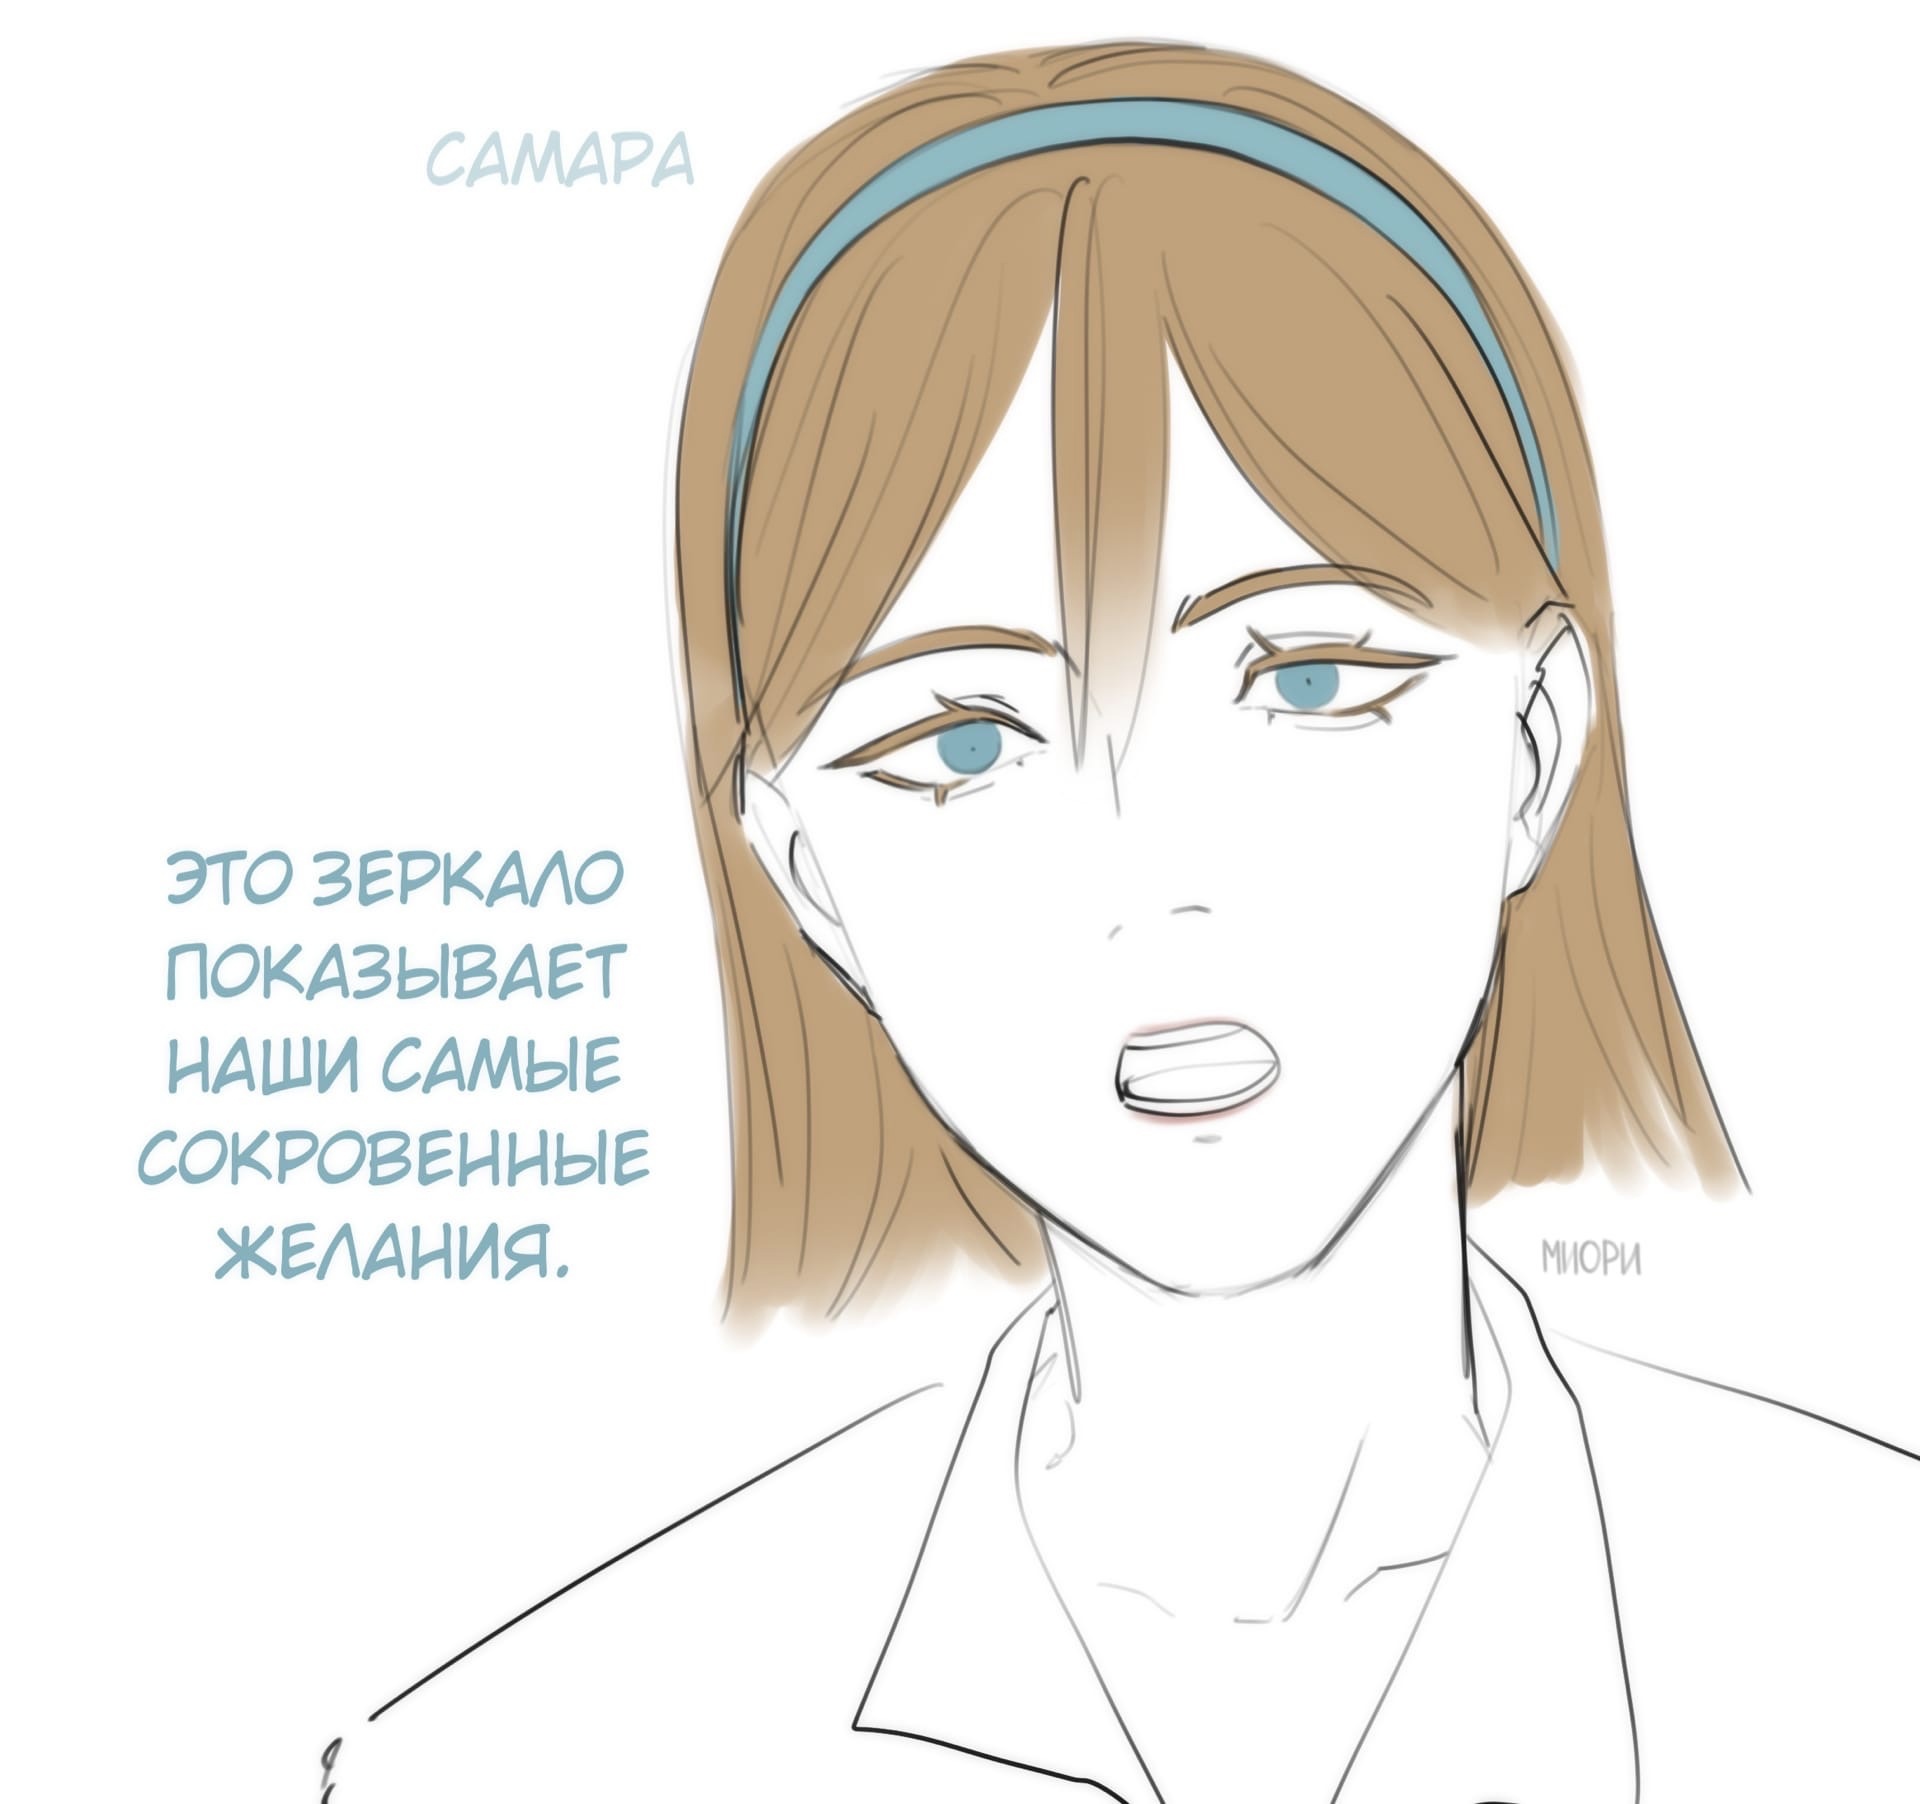 САМАРА
ЭТО ЗЕРКАЛО
ПОКАЗЫВАЕТ
НАШИ САМЫЕ
СОКРОВЕННЫЕ
ЖЕЛАНИЯ.
МИОРИ